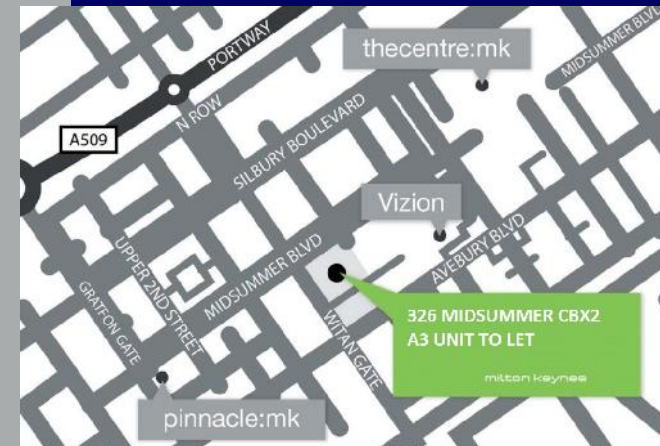 PORTWAY
thecentre:mk
MIDSUMMER BLVD
N ROW
A509
SILBURY BOULEVARD
Vizion
UPPER 2ND STREET
MIDSUMMER BLVD
AVEBURY BLVD
GRATFON GATE
WITAN GATE
326 MIDSUMMER CBX2
A3 UNIT TO LET
milton keynes
pinnacle:mk